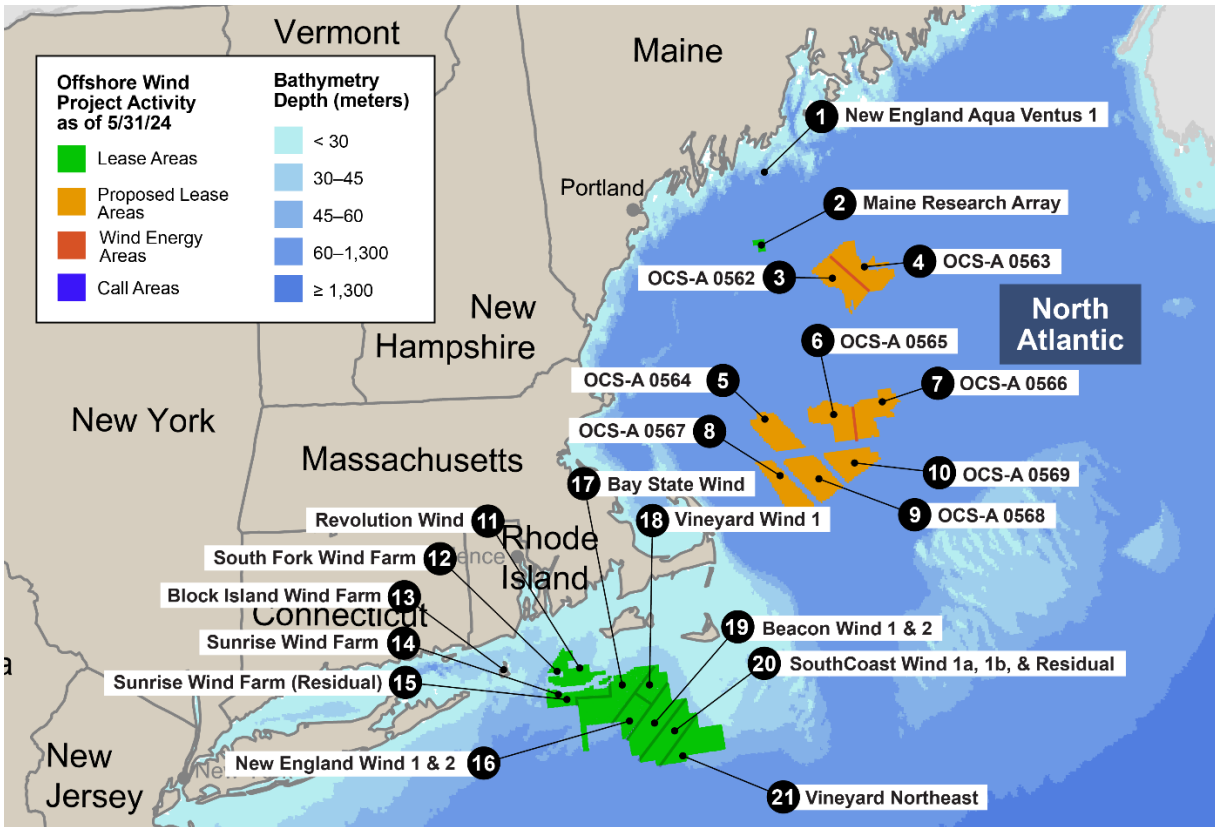 Vermont
Maine
Offshore Wind
Project Activity
as of 5/31/24
Lease Areas
Proposed Lease
Areas
Wind Energy
Areas
Call Areas
Bathymetry
Depth (meters)
< 30
30–45
45–60
60–1,300
≥ 1,300
1 New England Aqua Ventus 1
Portland
2 Maine Research Array
OCS-A 0562 3
4 OCS-A 0563
New
Hampshire
North
Atlantic
6 OCS-A 0565
OCS-A 0564 5
7 OCS-A 0566
New York
OCS-A 0567 8
Massachusetts
10 OCS-A 0569
17 Bay State Wind
9 OCS-A 0568
Revolution Wind 11
18 Vineyard Wind 1
Rhode
Island
South Fork Wind Farm 12
ence
Block Island Wind Farm 13
Connecticut
19 Beacon Wind 1 & 2
Sunrise Wind Farm 14
20 SouthCoast Wind 1a, 1b, & Residual
a
Sunrise Wind Farm (Residual) 15
New
Jersey
New England Wind 1 & 2 16
21 Vineyard Northeast